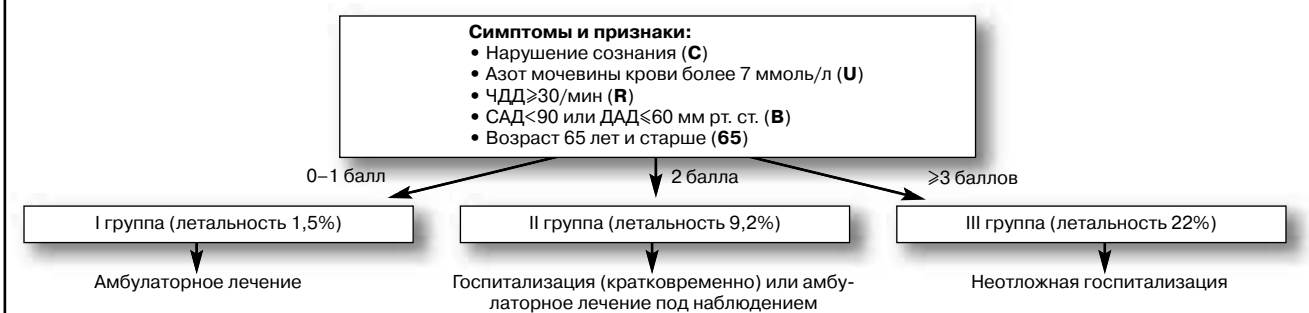 Симптомы и признаки:
• Нарушение сознания (C)
• Азот мочевины крови более 7 ммоль/л (U)
• ЧДД⩾30/мин (R)
• САД<90 или ДАД⩽60 мм рт. ст. (B)
• Возраст 65 лет и старше (65)
0–1 балл
2 балла
⩾3 баллов
I группа (летальность 1,5%)
II группа (летальность 9,2%)
III группа (летальность 22%)
Амбулаторное лечение
Госпитализация (кратковременно) или амбу-
латорное лечение под наблюдением
Неотложная госпитализация